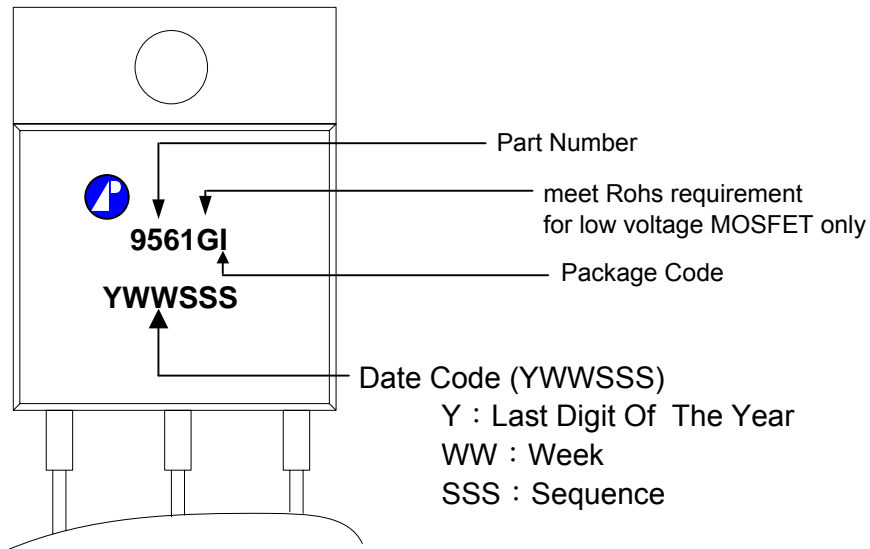 Part Number
meet Rohs requirement
for low voltage MOSFET only
9561GI
Package Code
YWWSSS
Date Code (YWWSSS)
Y：Last Digit Of The Year
WW：Week
SSS：Sequence